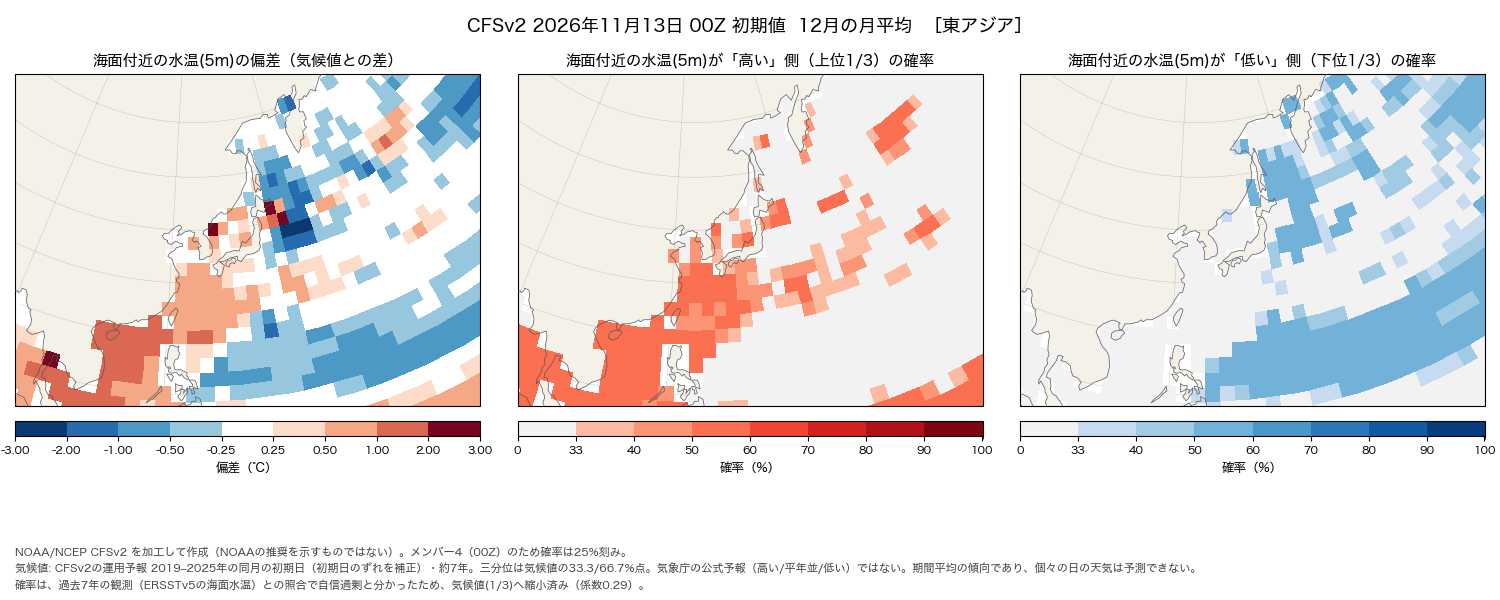 CFSv2 2026年11月13日 00Z 初期値 12月の月平均 ［東アジア］
海面付近の水温(5m)の偏差（気候値との差）
海面付近の水温(5m)が「高い」側（上位1/3）の確率
海面付近の水温(5m)が「低い」側（下位1/3）の確率
-3.00 -2.00 -1.00 -0.50 -0.25 0.25 0.50 1.00 2.00 3.00
偏差（℃）
0 33 40 50 60 70 80 90 100
確率（%）
0 33 40 50 60 70 80 90 100
確率（%）
NOAA/NCEP CFSv2 を加工して作成（NOAAの推奨を示すものではない）。メンバー4（00Z）のため確率は25%刻み。
気候値: CFSv2の運用予報 2019–2025年の同月の初期日（初期日のずれを補正）・約7年。三分位は気候値の33.3/66.7%点。気象庁の公式予報（高い/平年並/低い）ではない。期間平均の傾向であり、個々の日の天気は予測できない。
確率は、過去7年の観測（ERSSTv5の海面水温）との照合で自信過剰と分かったため、気候値(1/3)へ縮小済み（係数0.29）。